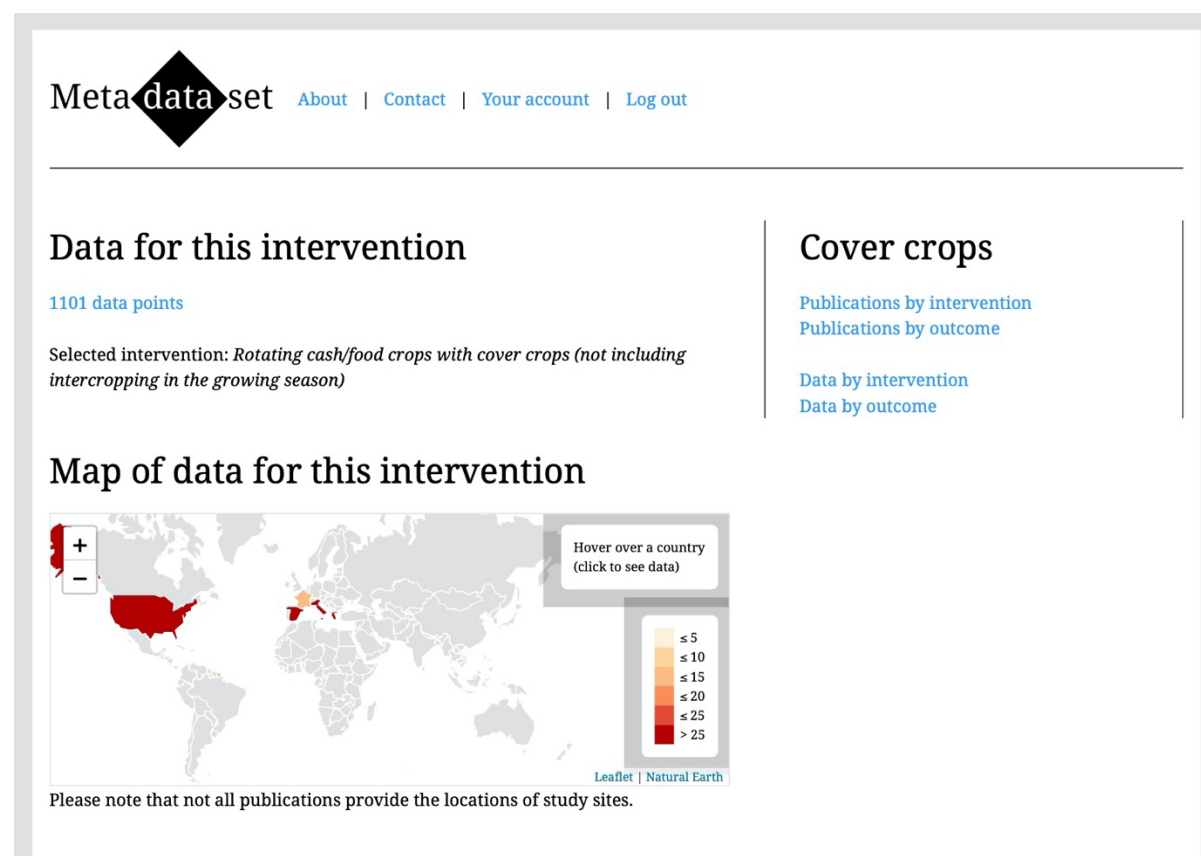 Metadataset About | Contact | Your account | Log out
Data for this intervention
1101 data points
Selected intervention: Rotating cash/food crops with cover crops (not including
intercropping in the growing season)
Cover crops
Publications by intervention
Publications by outcome
Data by intervention
Data by outcome
Map of data for this intervention
+
−
Hover over a country
(click to see data)
≤ 5
≤ 10
≤ 15
≤ 20
≤ 25
> 25
Leaflet | Natural Earth
Please note that not all publications provide the locations of study sites.